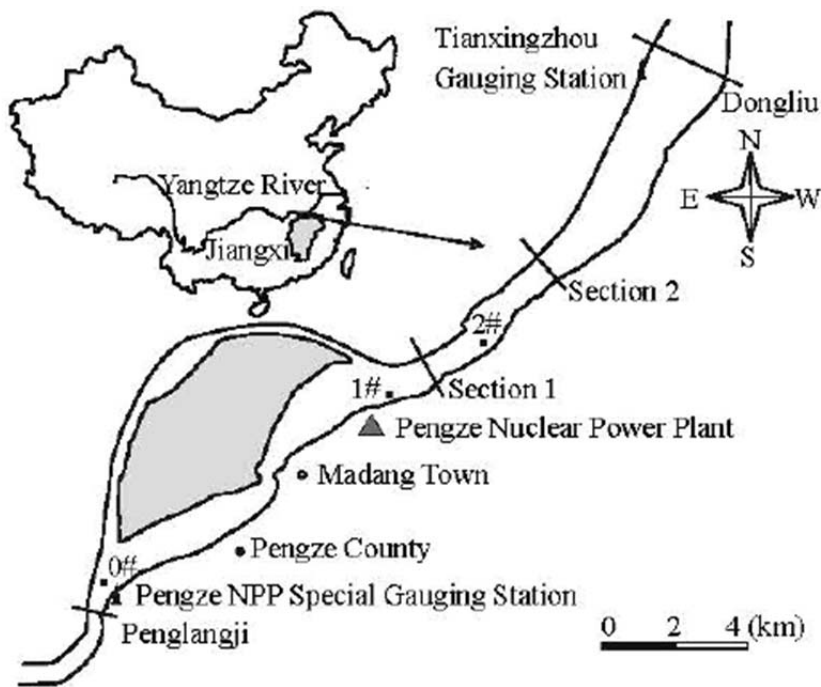 Tianxingzhou
Gauging Station
Dongliu
N
E W
S
Yangtze River
Jiangxi
Section 2
2#
Section 1
1#
Pengze Nuclear Power Plant
Madang Town
Pengze County
0#
Pengze NPP Special Gauging Station
Penglangji
0 2 4 (km)